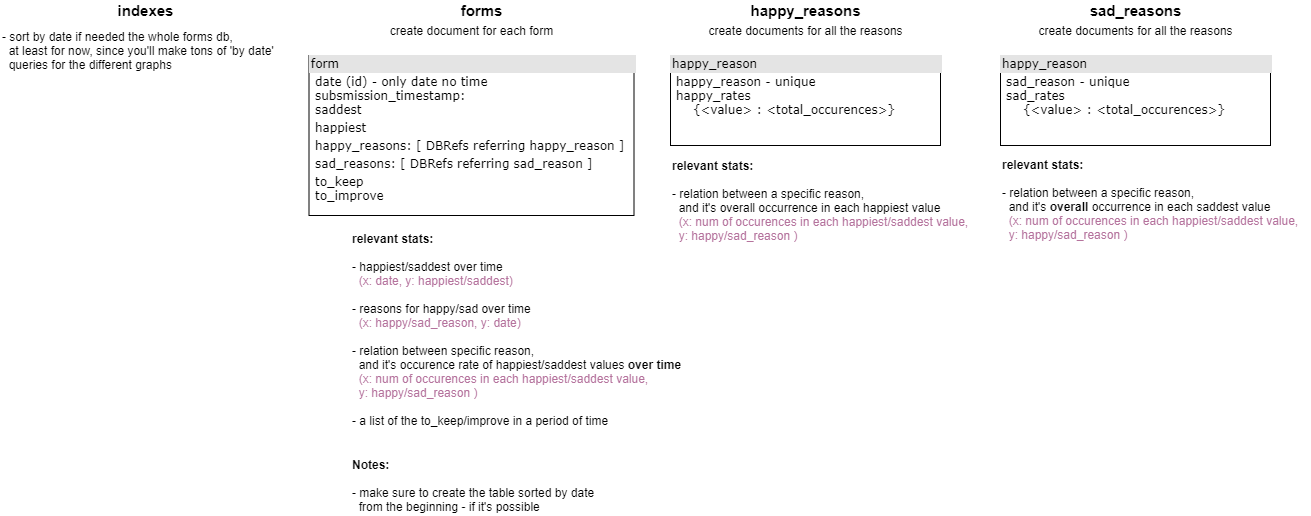 indexes
- sort by date if needed the whole forms db,
at least for now, since you'll make tons of 'by date'
queries for the different graphs
forms
create document for each form
form
date (id) - only date no time
subsmission_timestamp:
saddest
happiest
happy_reasons: [ DBRefs referring happy_reason ]
sad_reasons: [ DBRefs referring sad_reason ]
to_keep
to_improve
relevant stats:
- happiest/saddest over time
(x: date, y: happiest/saddest)
- reasons for happy/sad over time
(x: happy/sad_reason, y: date)
- relation between specific reason,
and it's occurence rate of happiest/saddest values over time
(x: num of occurences in each happiest/saddest value,
y: happy/sad_reason )
- a list of the to_keep/improve in a period of time
Notes:
- make sure to create the table sorted by date
from the beginning - if it's possible
happy_reasons
create documents for all the reasons
happy_reason
happy_reason - unique
happy_rates
{<value> : <total_occurences>}
relevant stats:
- relation between a specific reason,
and it's overall occurrence in each happiest value
(x: num of occurences in each happiest/saddest value,
y: happy/sad_reason )
sad_reasons
create documents for all the reasons
happy_reason
sad_reason - unique
sad_rates
{<value> : <total_occurences>}
relevant stats:
- relation between a specific reason,
and it's overall occurrence in each saddest value
(x: num of occurences in each happiest/saddest value,
y: happy/sad_reason )